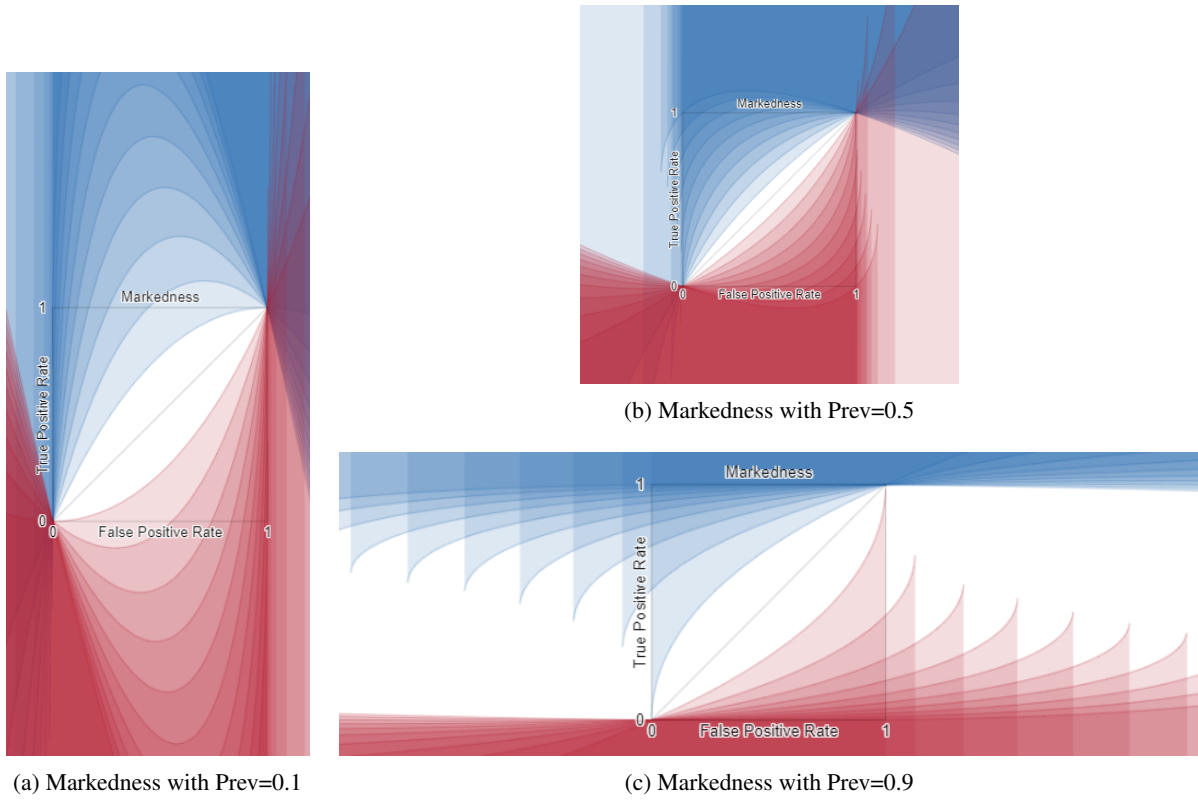 Markedness
1
True Positive Rate
0
0
False Positive Rate
1
(a) Markedness with Prev=0.1
Markedness
1
True Positive Rate
0
0
False Positive Rate
1
(b) Markedness with Prev=0.5
Markedness
1
True Positive Rate
0
0
False Positive Rate
1
(c) Markedness with Prev=0.9